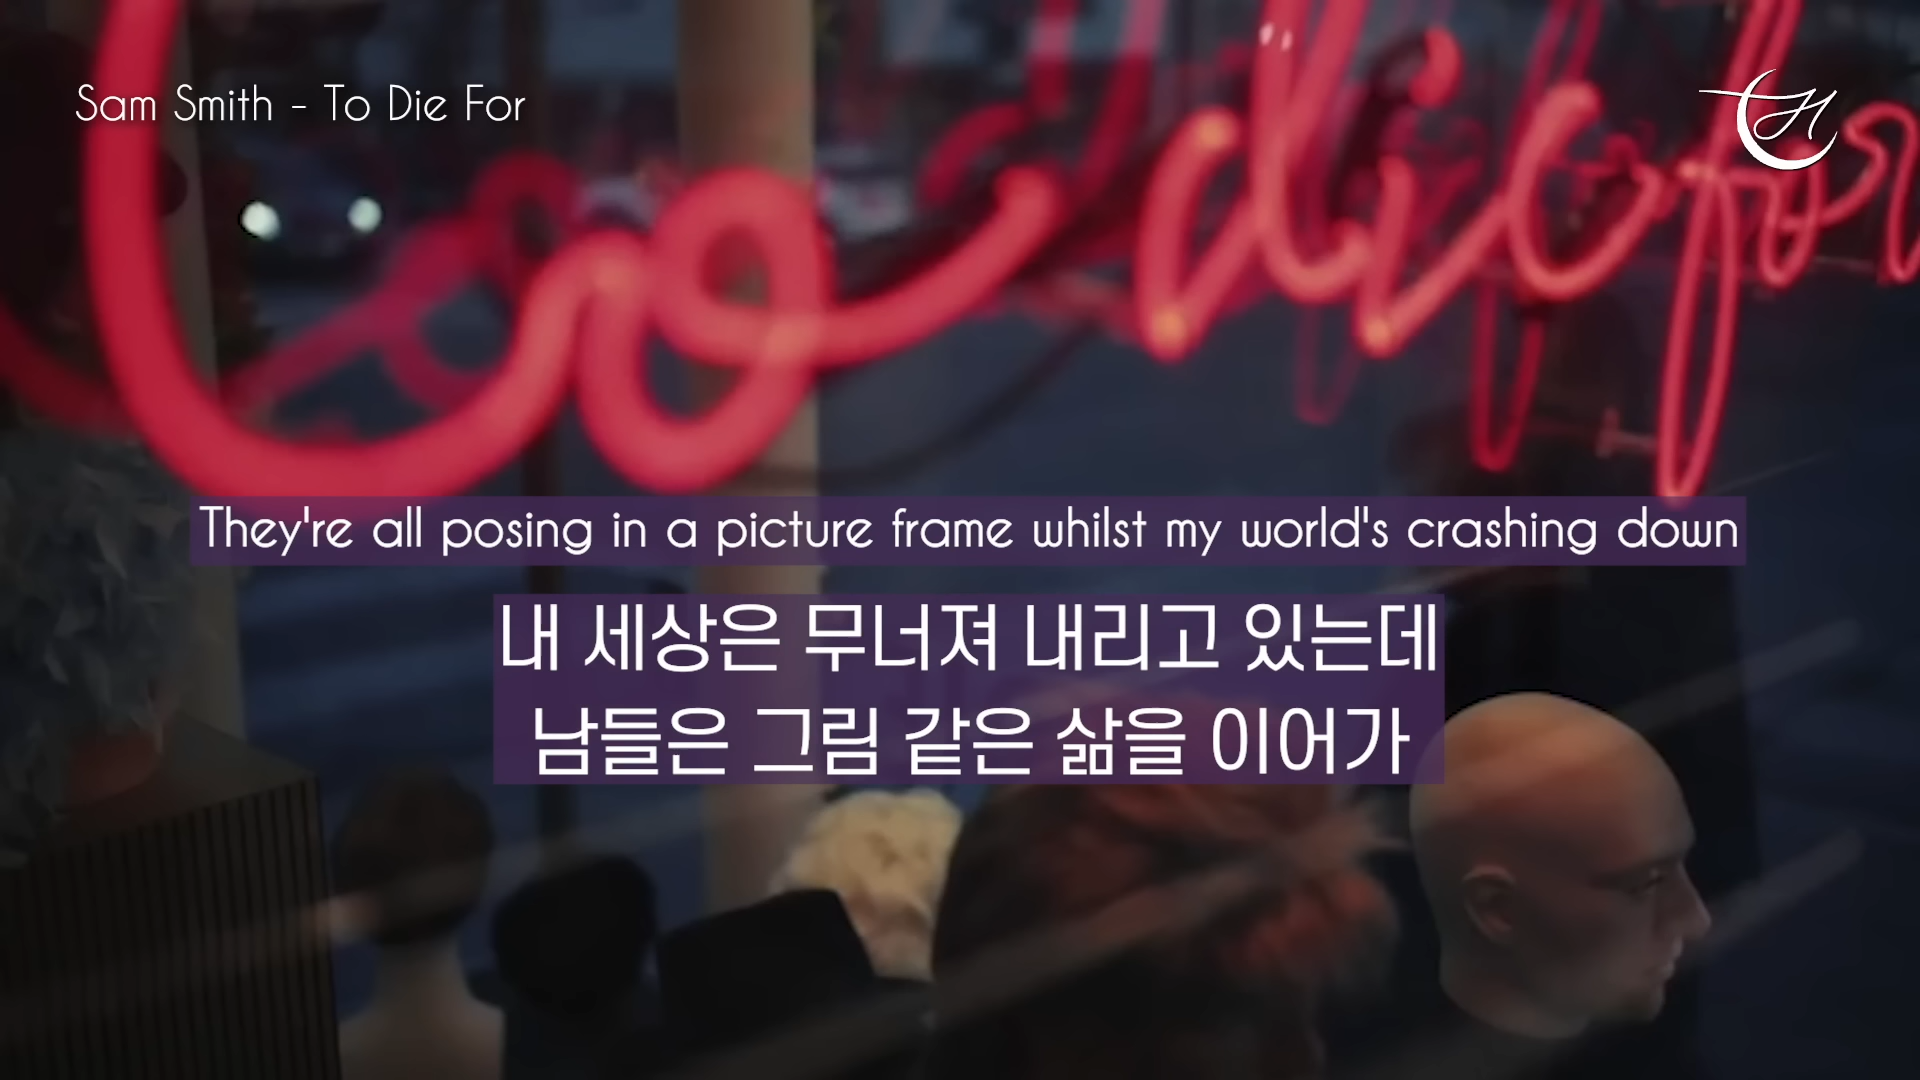 Sam Smith - To Die For
To die for
They're all posing in a picture frame whilst my world's crashing down
내 세상은 무너져 내리고 있는데
남들은 그림 같은 삶을 이어가